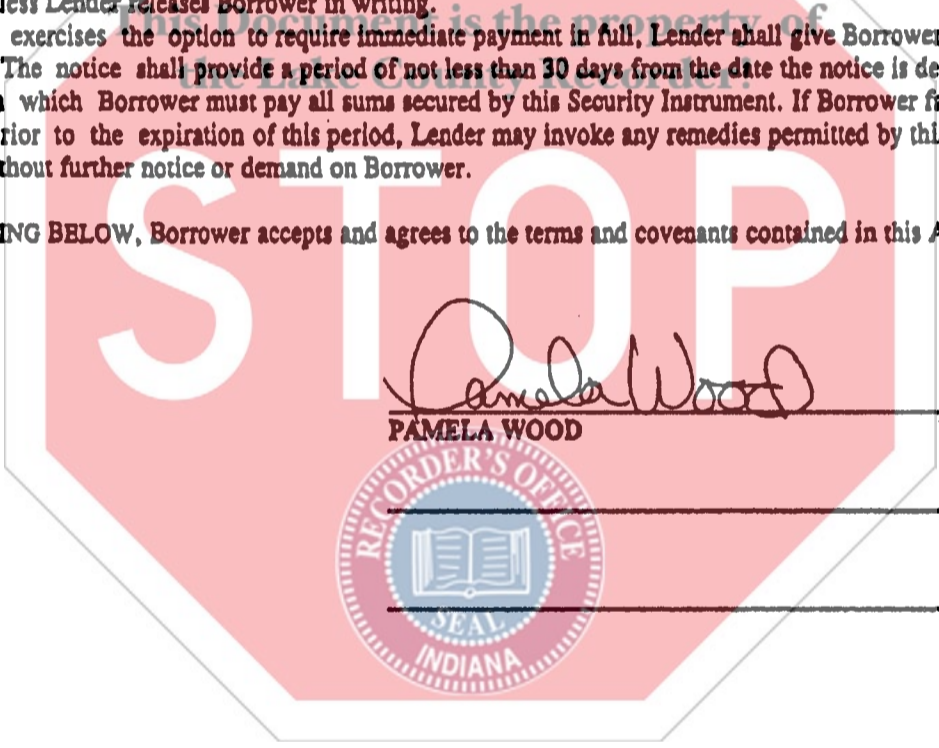 ess Lender releases Borrower in writing.
This Document is the property of
exercises the option to require immediate payment in full, Lender shall give Borrower
The notice shall provide a period of not less than 30 days from the date the notice is de
the Lake County Recorder!
which Borrower must pay all sums secured by this Security Instrument. If Borrower fa
rior to the expiration of this period, Lender may invoke any remedies permitted by thi
thout further notice or demand on Borrower.
STOP
ING BELOW, Borrower accepts and agrees to the terms and covenants contained in this A
Pamela Wood
PAMELA WOOD
RECORDER'S OFFICE
SEAL
INDIANA